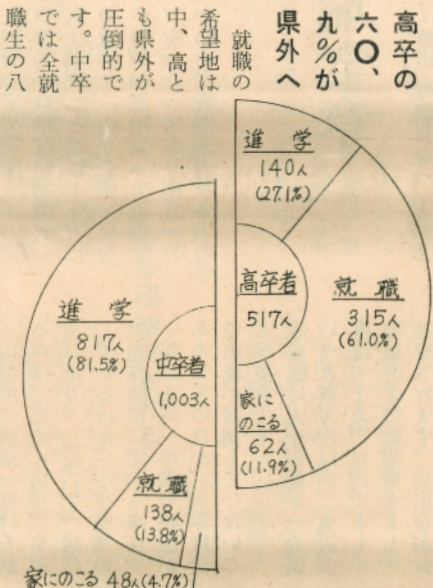 高卒の
六〇、
九%が
県外へ
就職の
希望地は
中、高と
も県外が
圧倒的で
す。中卒
では全就
職生の八
進学
140人
(27.1%)
高卒者
517人
就職
315人
(61.0%)
家に
のこる
62人
(11.9%)
進学
817人
(81.5%)
中卒者
1,003人
就職
138人
(13.8%)
家にのこる 48人(4.7%)